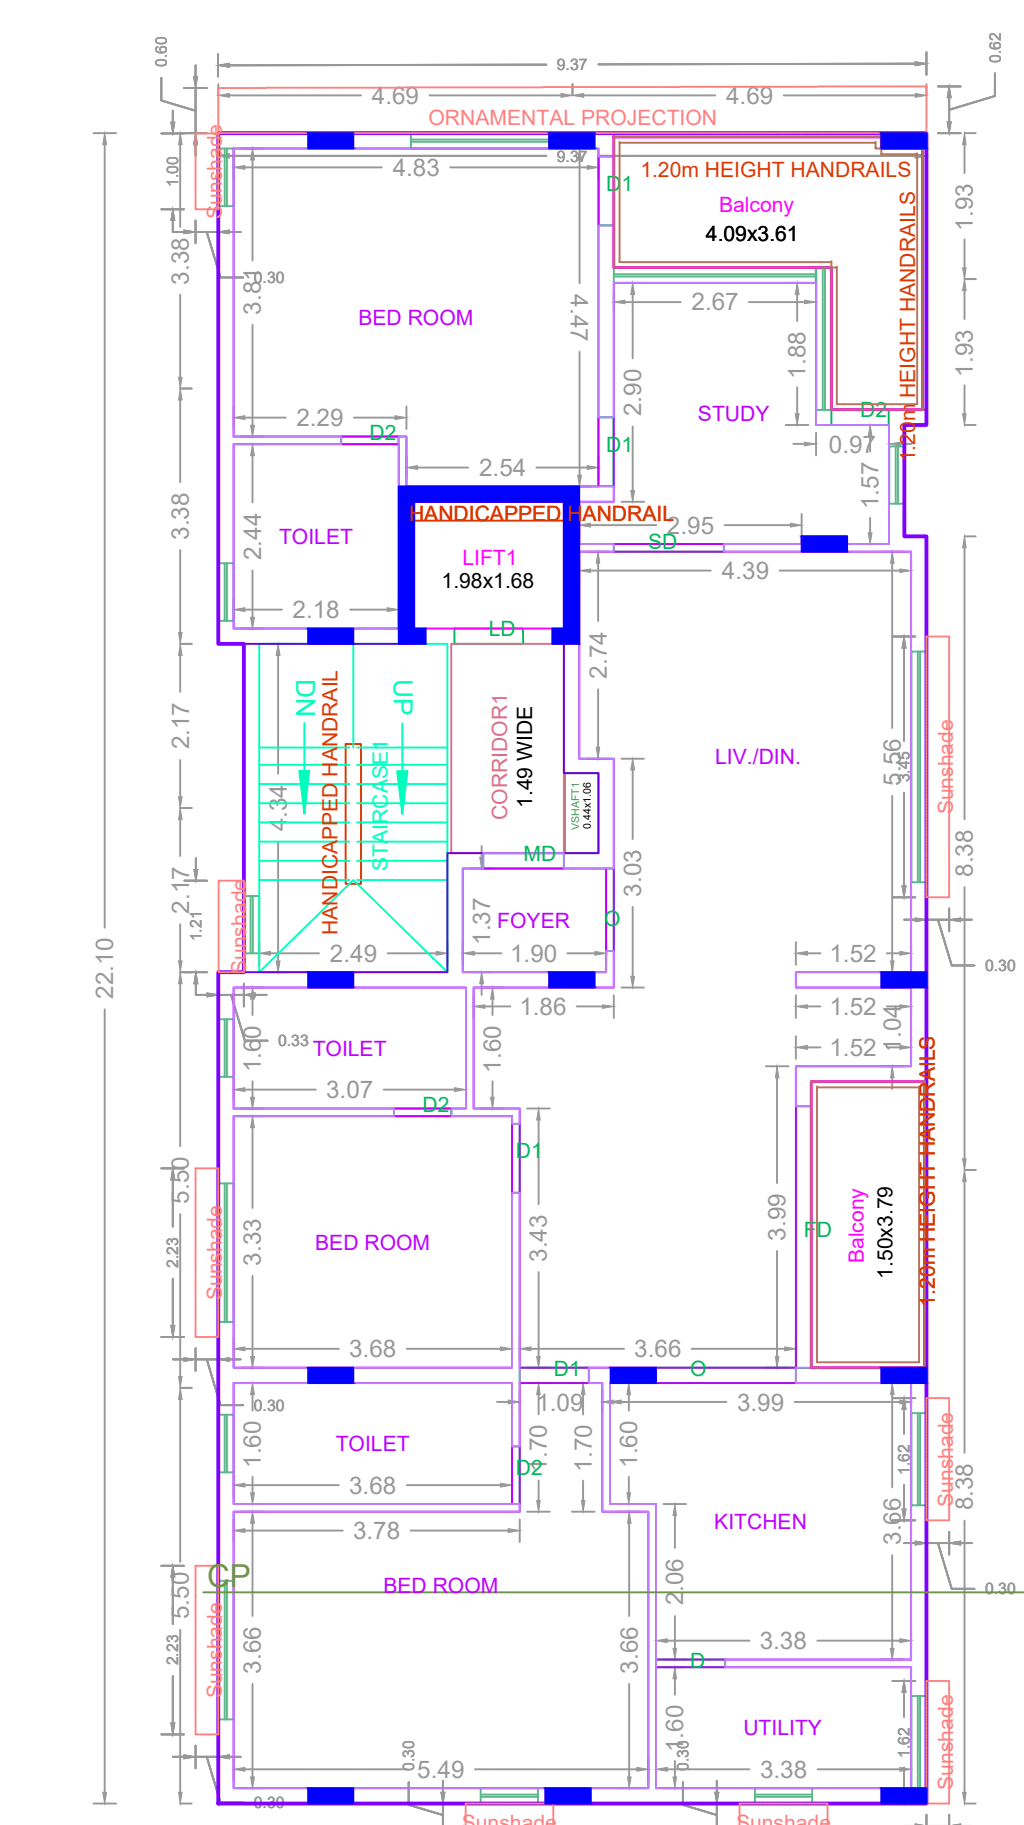 0.60
9.37
0.62
4.69
4.69
ORNAMENTAL PROJECTION
Sunshade
1.00
9.37
4.83
D1
1.20m HEIGHT HANDRAILS
Balcony
4.09x3.61
1.20m HEIGHT HANDRAILS
1.93
3.38
0.30
3.81
BED ROOM
4.47
2.67
1.88
1.93
2.90
STUDY
D2
2.29
D2
D1
0.97
2.54
1.57
3.38
2.44
TOILET
HANDICAPPED HANDRAIL
2.95
SD
LIFT1
1.98x1.68
4.39
2.18
LD
2.74
DN
UP
HANDICAPPED HANDRAIL
STAIRCASE1
CORRIDOR1
1.49 WIDE
2.17
4.34
VSHAFT1
0.44x1.06
LIV./DIN.
5.56
3.45
Sunshade
8.38
MD
3.03
2.17
1.21
Sunshade
1.37
FOYER
O
2.49
1.90
1.52
0.30
22.10
1.86
1.52
1.04
0.33
1.60
TOILET
1.60
1.52
3.07
D2
1.20m HEIGHT HANDRAILS
D1
5.50
Sunshade
2.23
3.33
BED ROOM
3.43
3.99
FD
Balcony
1.50x3.79
3.68
3.66
D1
O
0.30
1.09
3.99
1.60
TOILET
1.70
1.70
1.60
1.62
Sunshade
D2
3.68
8.38
3.78
KITCHEN
3.66
CP
BED ROOM
2.06
0.30
5.50
Sunshade
2.23
3.66
3.66
3.38
D
1.60
UTILITY
1.62
Sunshade
0.30
5.49
0.30
3.38
0.30
Sunshade
Sunshade